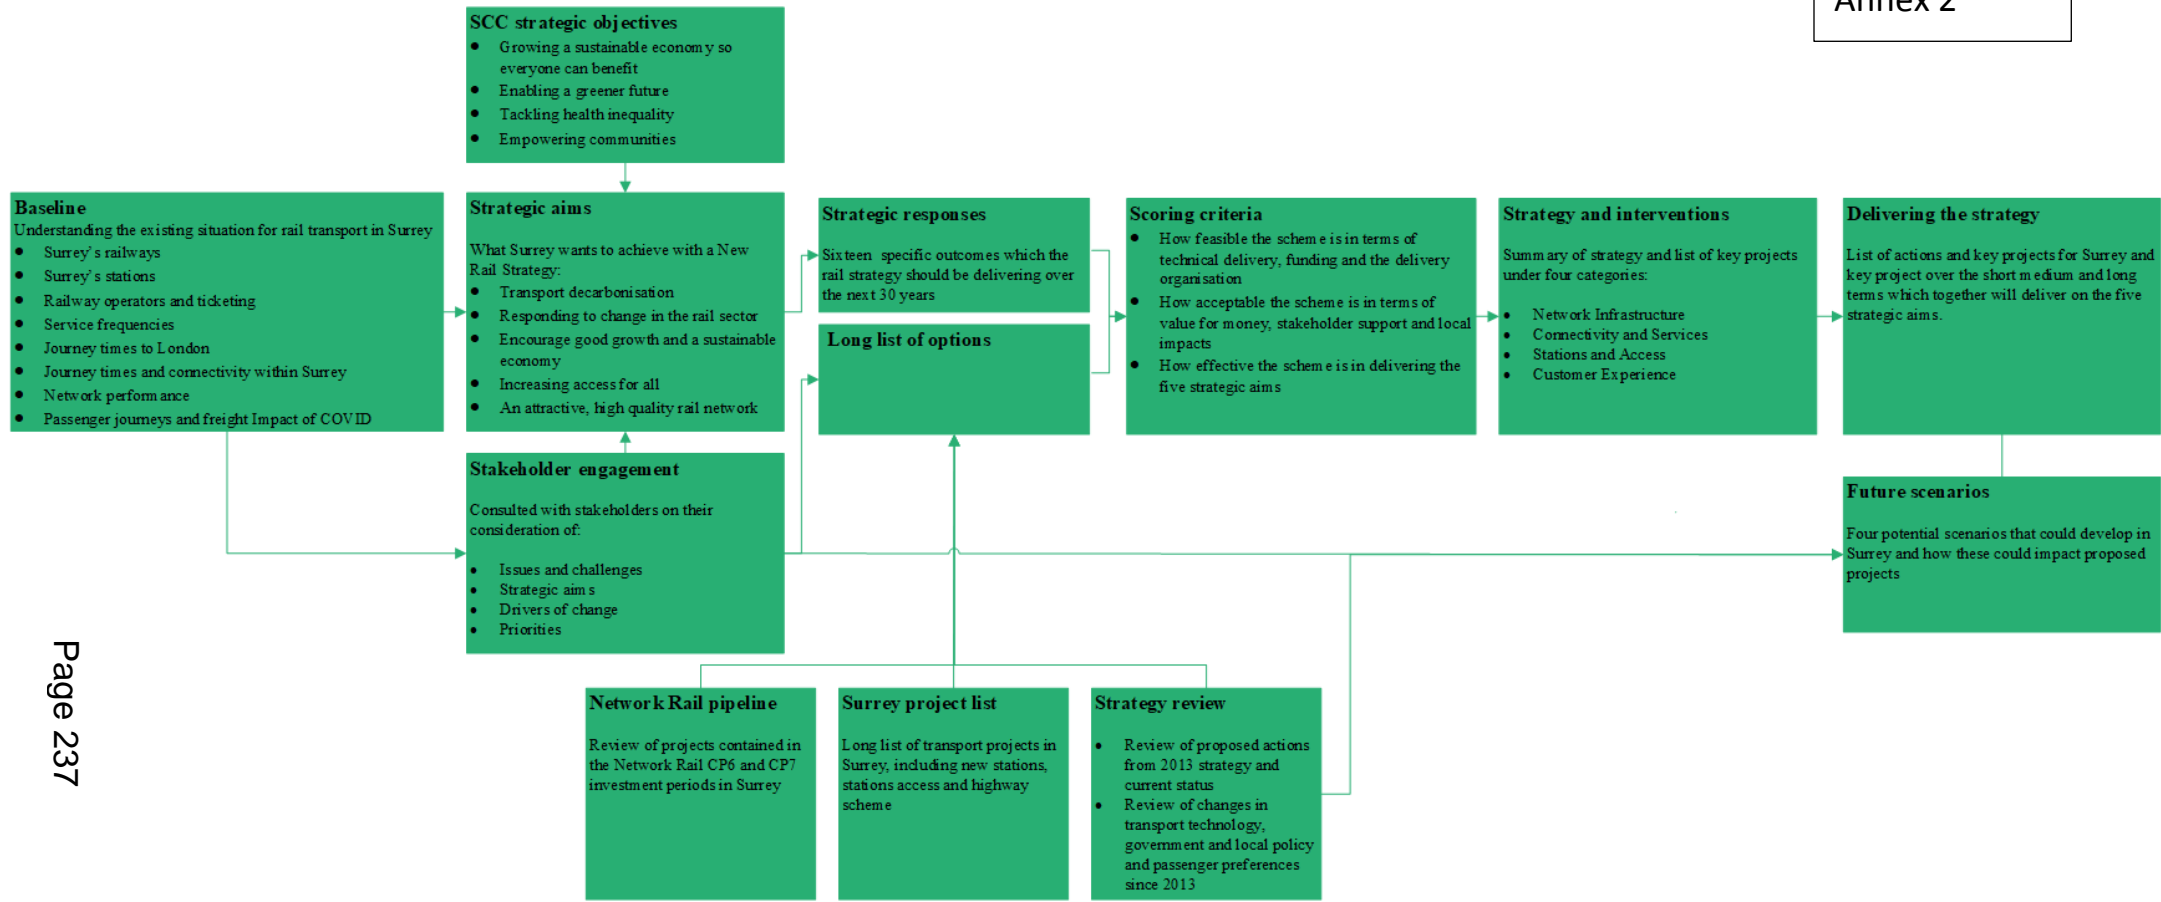 Annex 2
SCC strategic objectives
● Growing a sustainable economy so
everyone can benefit
● Enabling a greener future
● Tackling health inequality
● Empowering communities
Baseline
Understanding the existing situation for rail transport in Surrey
● Surrey's railways
● Surrey's stations
● Railway operators and ticketing
● Service frequencies
● Journey times to London
● Journey times and connectivity within Surrey
● Network performance
● Passenger journeys and freight Impact of COVID
Strategic aims
What Surrey wants to achieve with a New
Rail Strategy:
● Transport decarbonisation
● Responding to change in the rail sector
● Encourage good growth and a sustainable
economy
● Increasing access for all
● An attractive, high quality rail network
Strategic responses
Sixteen specific outcomes which the
rail strategy should be delivering over
the next 30 years
Long list of options
Scoring criteria
● How feasible the scheme is in terms of
technical delivery, funding and the delivery
organisation
● How acceptable the scheme is in terms of
value for money, stakeholder support and local
impacts
● How effective the scheme is in delivering the
five strategic aims
Strategy and interventions
Summary of strategy and list of key projects
under four categories:
• Network Infrastructure
• Connectivity and Services
• Stations and Access
• Customer Experience
Delivering the strategy
List of actions and key projects for Surrey and
key project over the short medium and long
terms which together will deliver on the five
strategic aims.
Stakeholder engagement
Consulted with stakeholders on their
consideration of:
• Issues and challenges
• Strategic aims
• Drivers of change
• Priorities
Future scenarios
Four potential scenarios that could develop in
Surrey and how these could impact proposed
projects
Network Rail pipeline
Review of projects contained in
the Network Rail CP6 and CP7
investment periods in Surrey
Surrey project list
Long list of transport projects in
Surrey, including new stations,
stations access and highway
scheme
Strategy review
• Review of proposed actions
from 2013 strategy and
current status
• Review of changes in
transport technology,
government and local policy
and passenger preferences
since 2013
Page 237